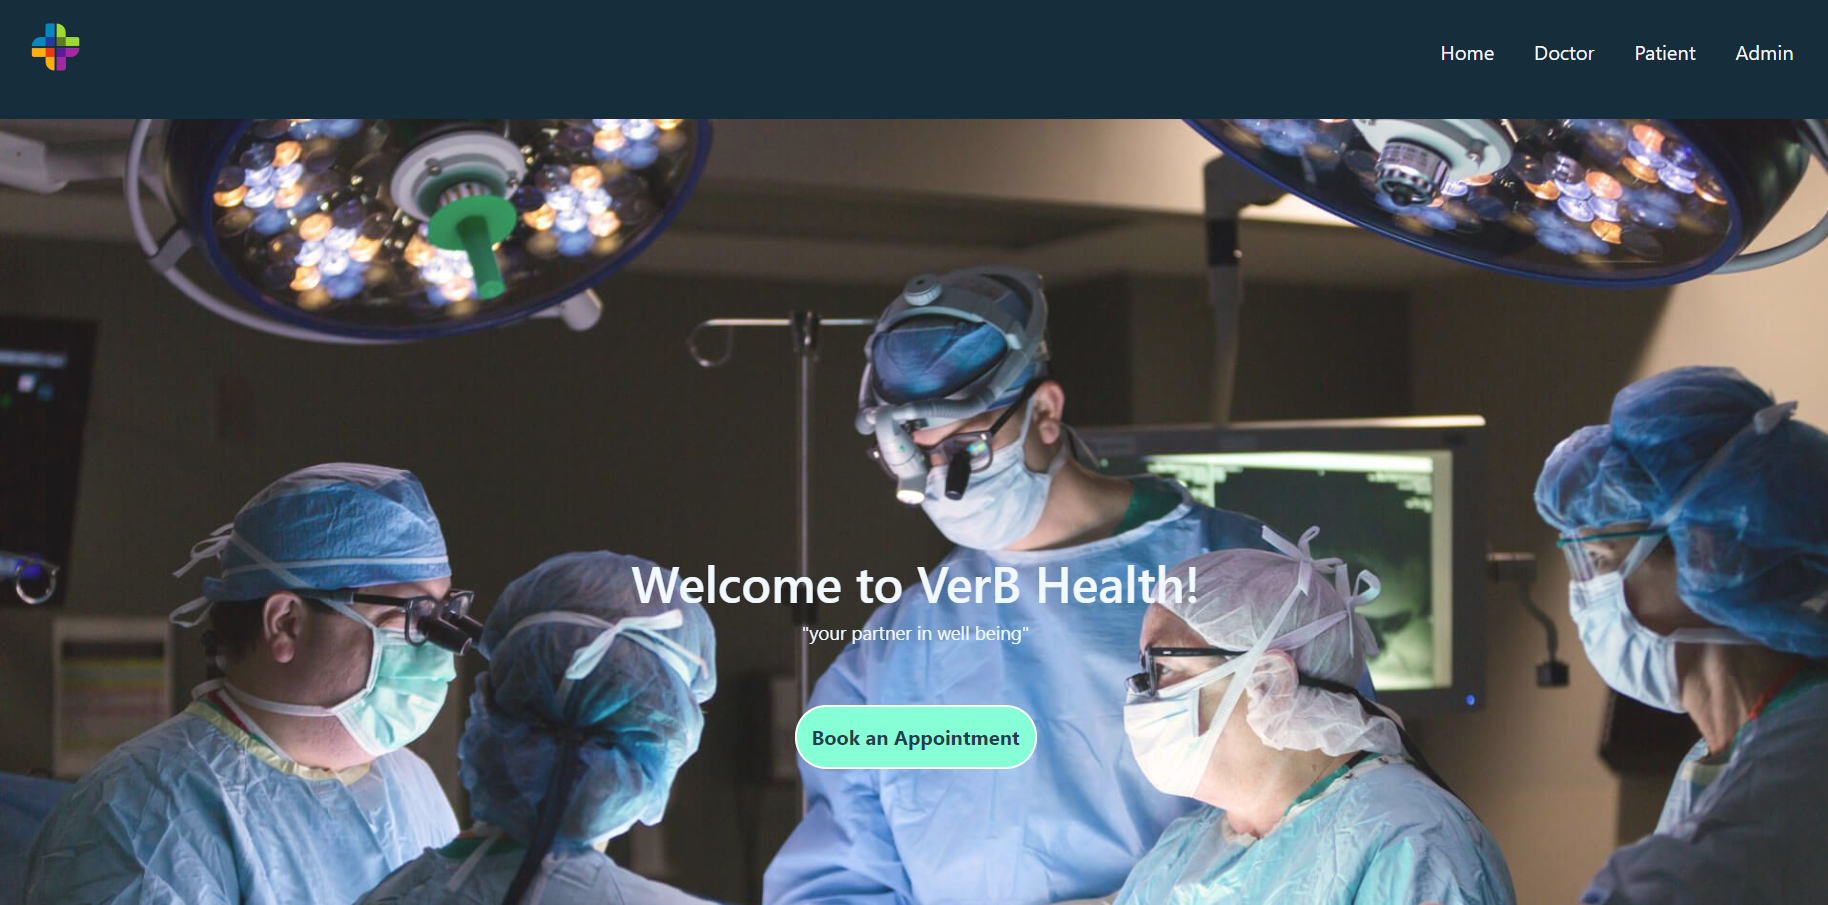 Home Doctor Patient Admin
Welcome to VerB Health!
"your partner in well being"
Book an Appointment